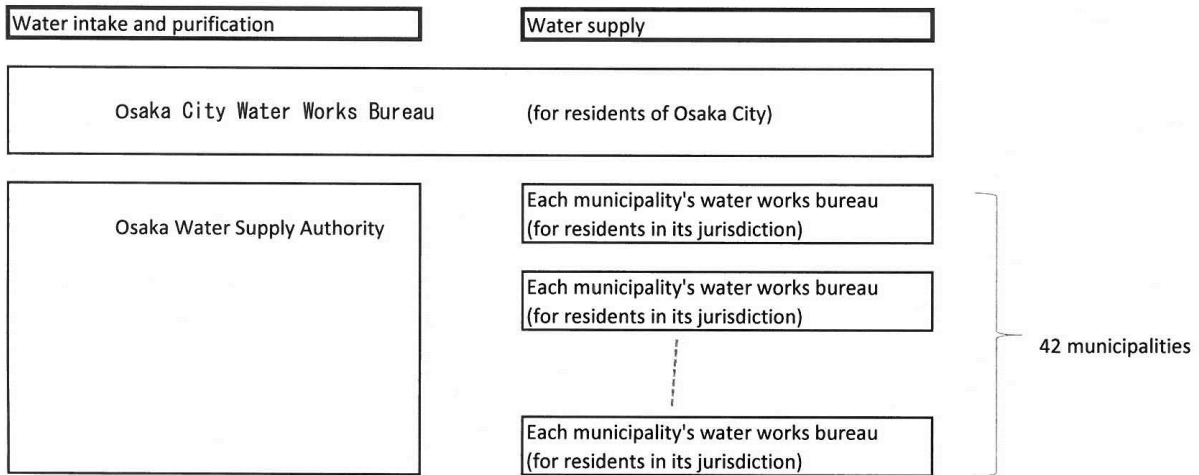 Water intake and purification
Water supply
Osaka City Water Works Bureau
(for residents of Osaka City)
Osaka Water Supply Authority
Each municipality's water works bureau
(for residents in its jurisdiction)
Each municipality's water works bureau
(for residents in its jurisdiction)
Each municipality's water works bureau
(for residents in its jurisdiction)
42 municipalities